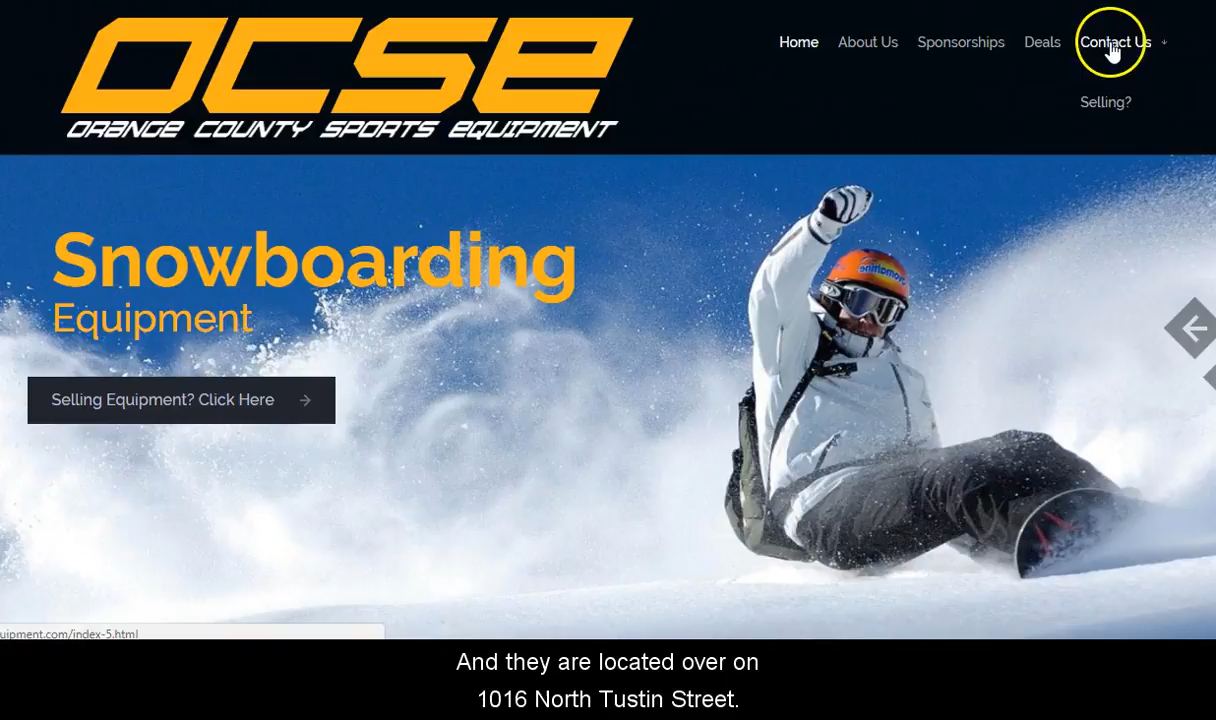 OCSE
ORANGE COUNTY SPORTS EQUIPMENT
Home About Us Sponsorships Deals Contact Us
Selling?
Snowboarding
Equipment
Selling Equipment? Click Here
uipment.com/index-5.html
And they are located over on
1016 North Tustin Street.